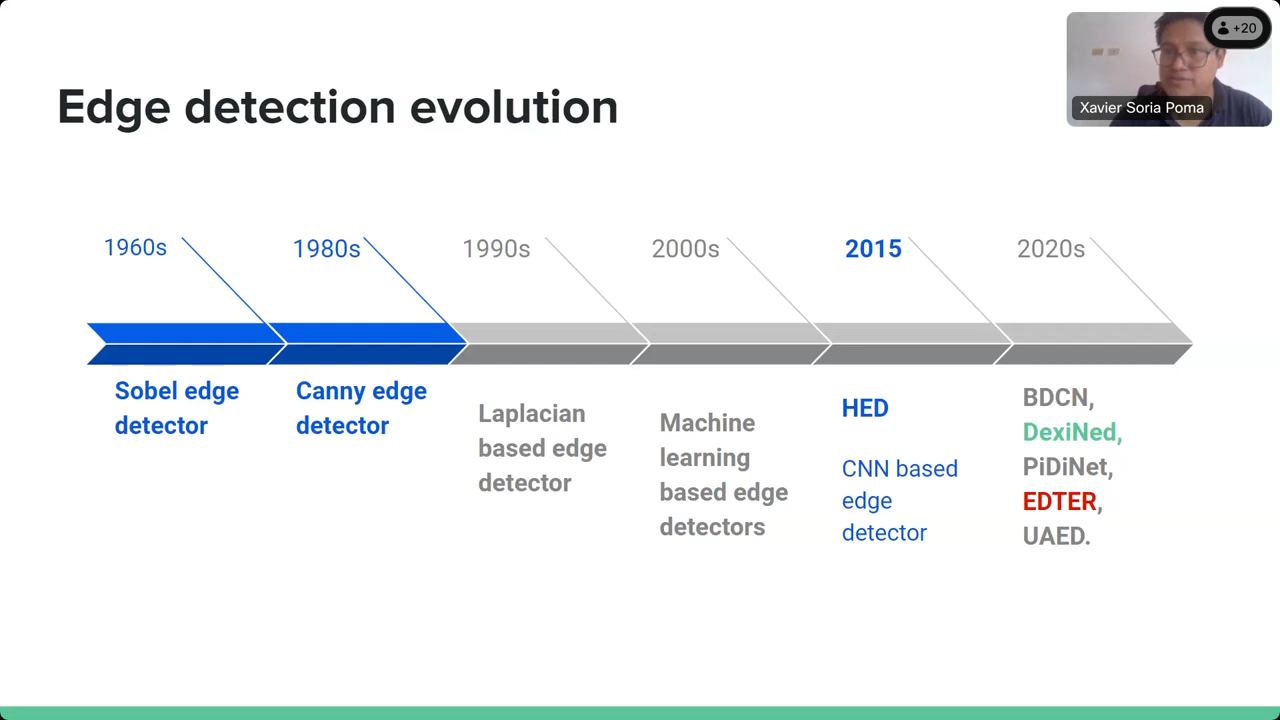 +20
Xavier Soria Poma
Edge detection evolution
1960s
1980s
1990s
2000s
2015
2020s
Sobel edge
detector
Canny edge
detector
Laplacian
based edge
detector
Machine
learning
based edge
detectors
HED
CNN based
edge
detector
BDCN,
DexiNed,
PiDiNet,
EDTER,
UAED.